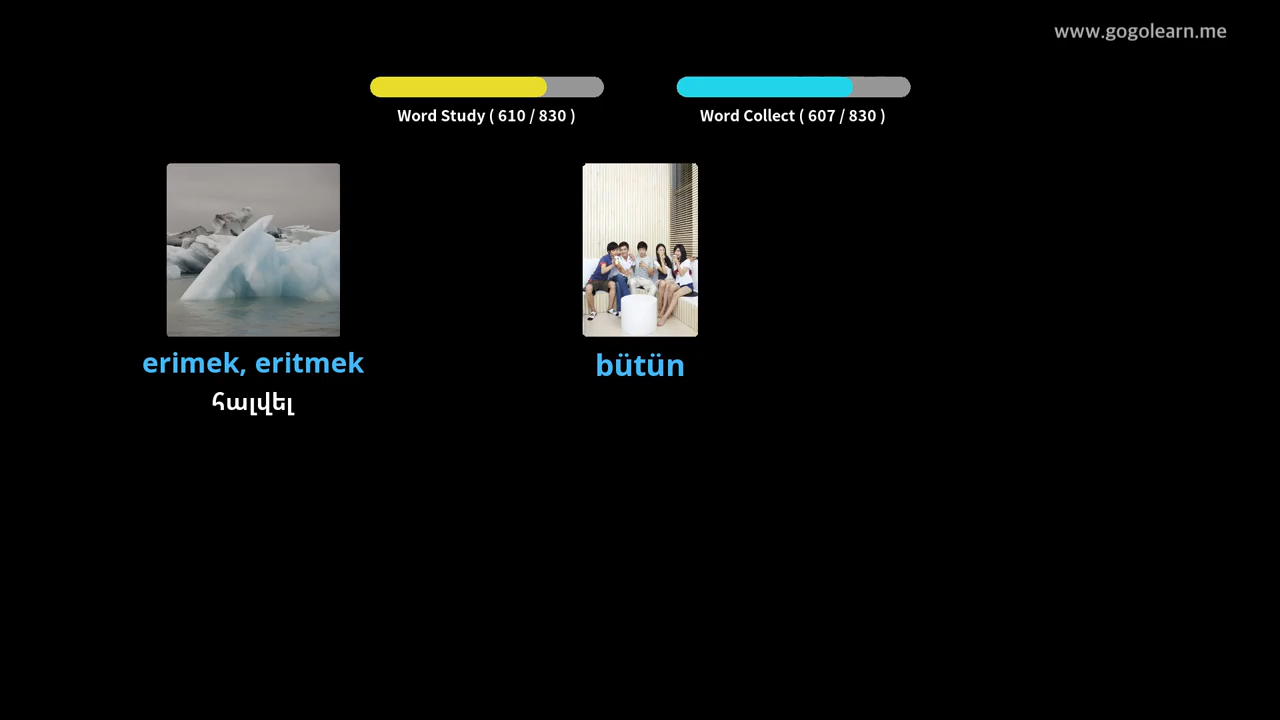 www.gogolearn.me
Word Study ( 610 / 830 )
Word Collect ( 607 / 830 )
erimek, eritmek
հալվել
bütün